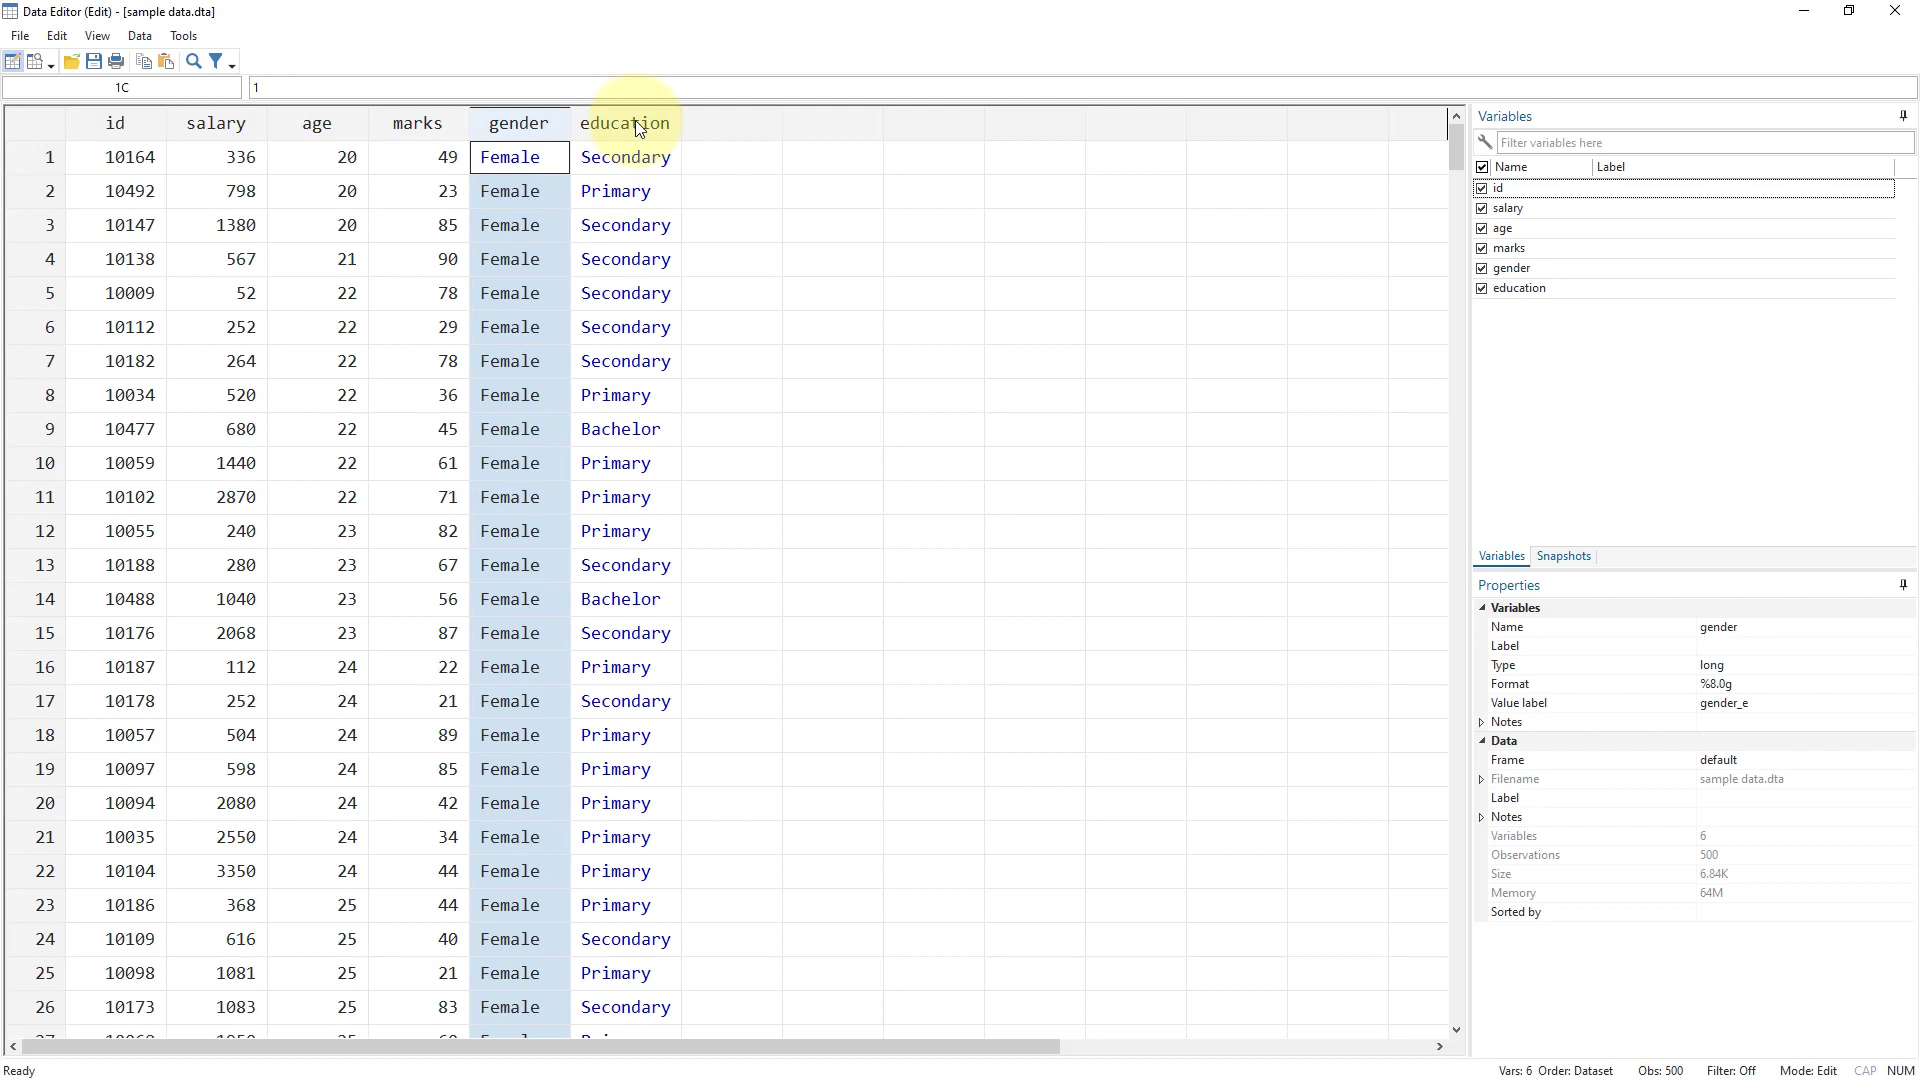 Data Editor (Edit) - [sample data.dta]
File Edit View Data Tools
1C 1
id salary age marks gender education
1 10164 336 20 49 Female Secondary
2 10492 798 20 23 Female Primary
3 10147 1380 20 85 Female Secondary
4 10138 567 21 90 Female Secondary
5 10009 52 22 78 Female Secondary
6 10112 252 22 29 Female Secondary
7 10182 264 22 78 Female Secondary
8 10034 520 22 36 Female Primary
9 10477 680 22 45 Female Bachelor
10 10059 1440 22 61 Female Primary
11 10102 2870 22 71 Female Primary
12 10055 240 23 82 Female Primary
13 10188 280 23 67 Female Secondary
14 10488 1040 23 56 Female Bachelor
15 10176 2068 23 87 Female Secondary
16 10187 112 24 22 Female Primary
17 10178 252 24 21 Female Secondary
18 10057 504 24 89 Female Primary
19 10097 598 24 85 Female Primary
20 10094 2080 24 42 Female Primary
21 10035 2550 24 34 Female Primary
22 10104 3350 24 44 Female Primary
23 10186 368 25 44 Female Primary
24 10109 616 25 40 Female Secondary
25 10098 1081 25 21 Female Primary
26 10173 1083 25 83 Female Secondary
Variables
Filter variables here
Name Label
id
salary
age
marks
gender
education
Variables Snapshots
Properties
Variables
Name gender
Label
Type long
Format %8.0g
Value label gender_e
Notes
Data
Frame default
Filename sample data.dta
Label
Notes
Variables 6
Observations 500
Size 6.84K
Memory 64M
Sorted by
Ready Vars: 6 Order: Dataset Obs: 500 Filter: Off Mode: Edit CAP NUM